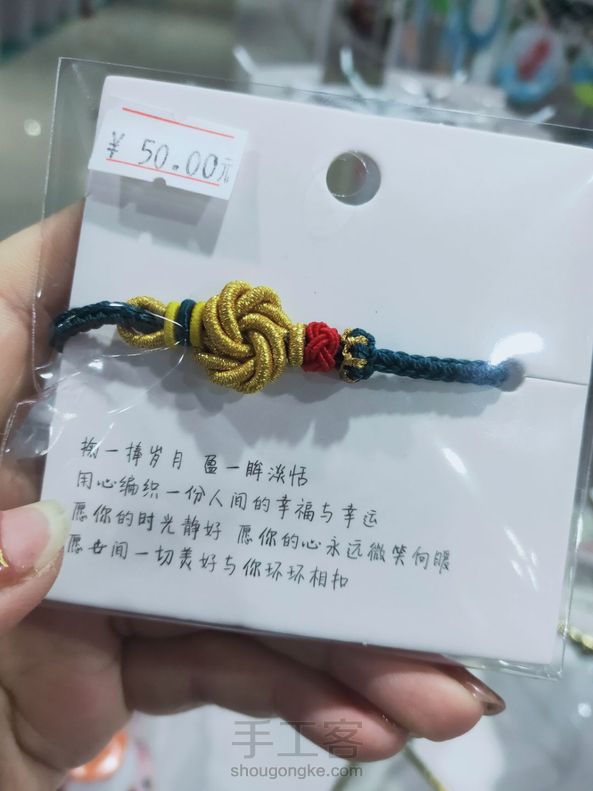 ¥ 50.00元
掬一捧岁月 盈一眸淡恬
用心编织一份人间的幸福与幸运
愿你的时光静好 愿你的心永远微笑向暖
愿世间一切美好与你环环相扣
手工客
shougongke.com